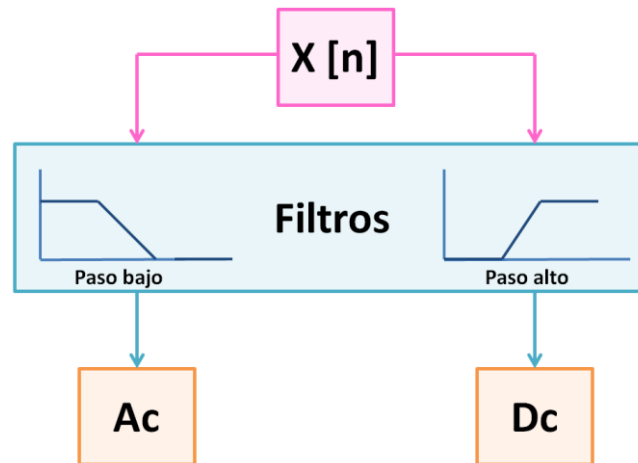 X [n]
Filtros
Paso bajo
Paso alto
Ac
Dc